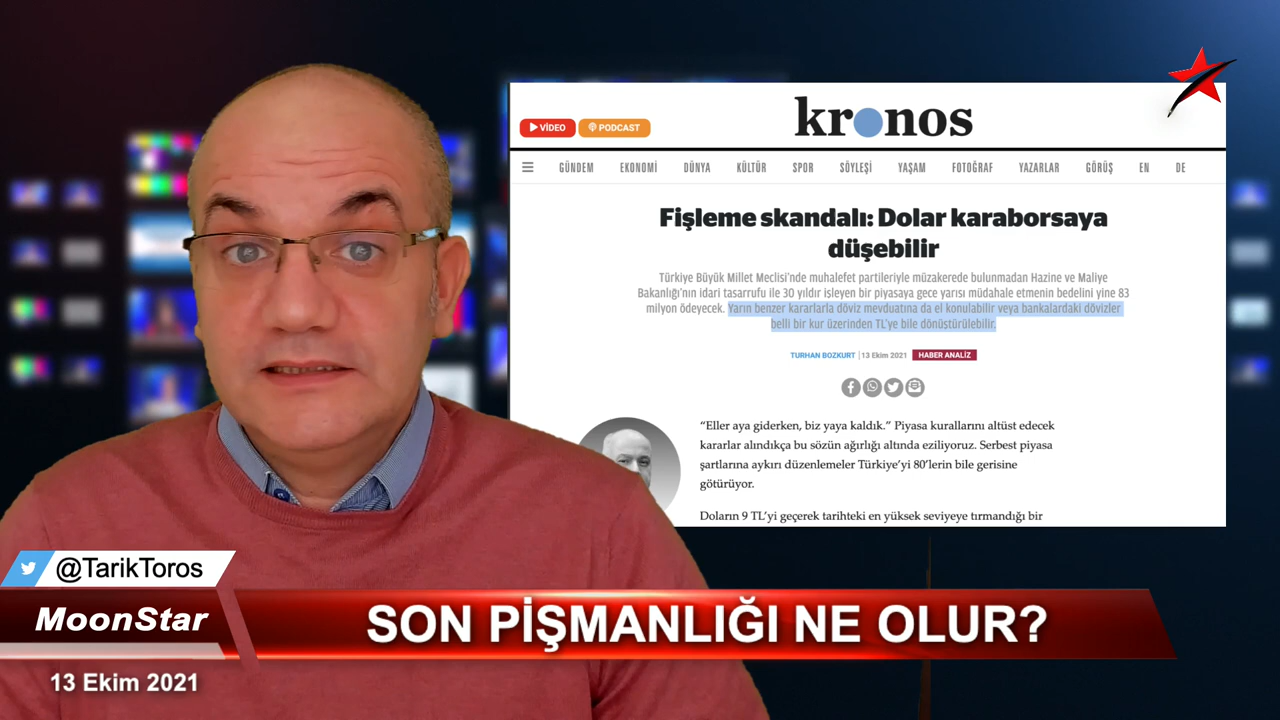 VİDEO
PODCAST
kronos
GÜNDEM EKONOMİ DÜNYA KÜLTÜR SPOR SÖYLEŞİ YAŞAM FOTOĞRAF YAZARLAR GÖRÜŞ EN DE
Fişleme skandalı: Dolar karaborsaya
düşebilir
Türkiye Büyük Millet Meclisi'nde muhalefet partileriyle müzakerede bulunmadan Hazine ve Maliye
Bakanlığı'nın idari tasarrufu ile 30 yıldır işleyen bir piyasaya gece yarısı müdahale etmenin bedelini yine 83
milyon ödeyecek. Yarın benzer kararlarla döviz mevduatına da el konulabilir veya bankalardaki dövizler
belli bir kur üzerinden TL'ye bile dönüştürülebilir.
TURHAN BOZKURT | 13 Ekim 2021 HABER ANALİZ
“Eller aya giderken, biz yaya kaldık.” Piyasa kurallarını altüst edecek
kararlar alındıkça bu sözün ağırlığı altında eziliyoruz. Serbest piyasa
şartlarına aykırı düzenlemeler Türkiye’yi 80’lerin bile gerisine
götürüyor.
Doların 9 TL’yi geçerek tarihteki en yüksek seviyeye tırmandığı bir
@TarikToros
MoonStar
SON PİŞMANLIĞI NE OLUR?
13 Ekim 2021